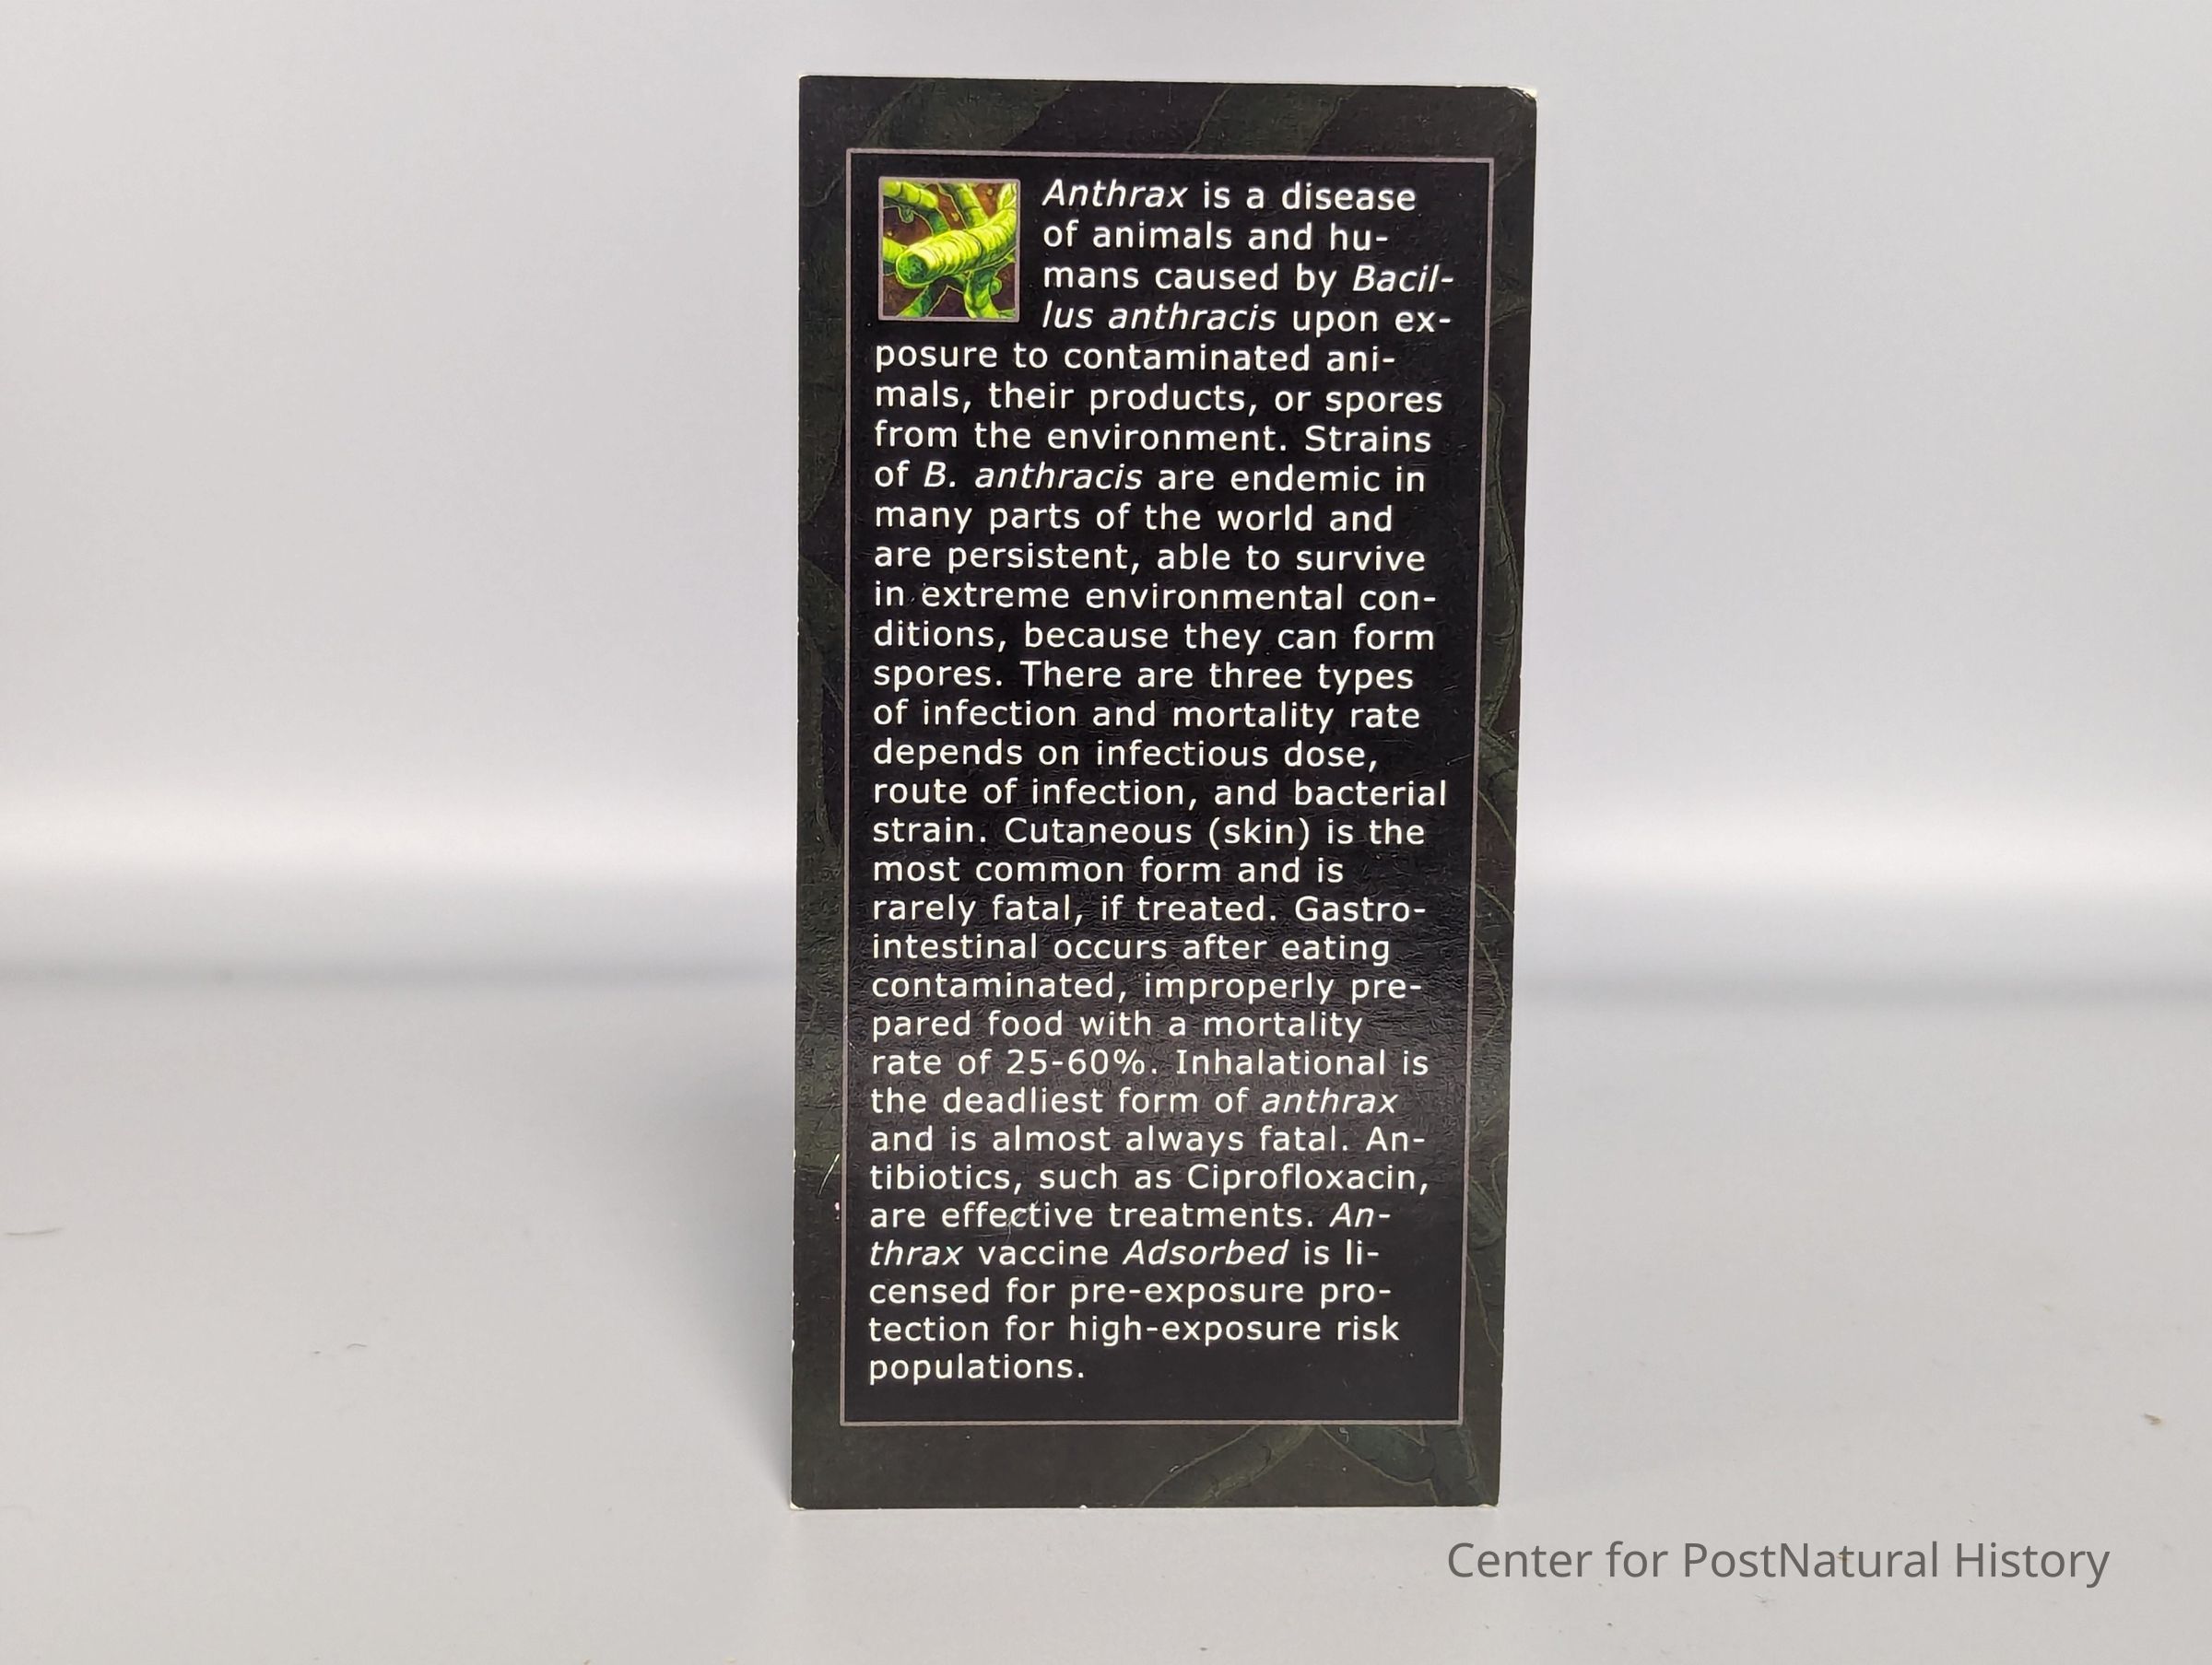 Anthrax is a disease
of animals and hu-
mans caused by Bacil-
lus anthracis upon ex-
posure to contaminated ani-
mals, their products, or spores
from the environment. Strains
of B. anthracis are endemic in
many parts of the world and
are persistent, able to survive
in extreme environmental con-
ditions, because they can form
spores. There are three types
of infection and mortality rate
depends on infectious dose,
route of infection, and bacterial
strain. Cutaneous (skin) is the
most common form and is
rarely fatal, if treated. Gastro-
intestinal occurs after eating
contaminated, improperly pre-
pared food with a mortality
rate of 25-60%. Inhalational is
the deadliest form of anthrax
and is almost always fatal. An-
tibiotics, such as Ciprofloxacin,
are effective treatments. An-
thrax vaccine Adsorbed is li-
censed for pre-exposure pro-
tection for high-exposure risk
populations.
Center for PostNatural History